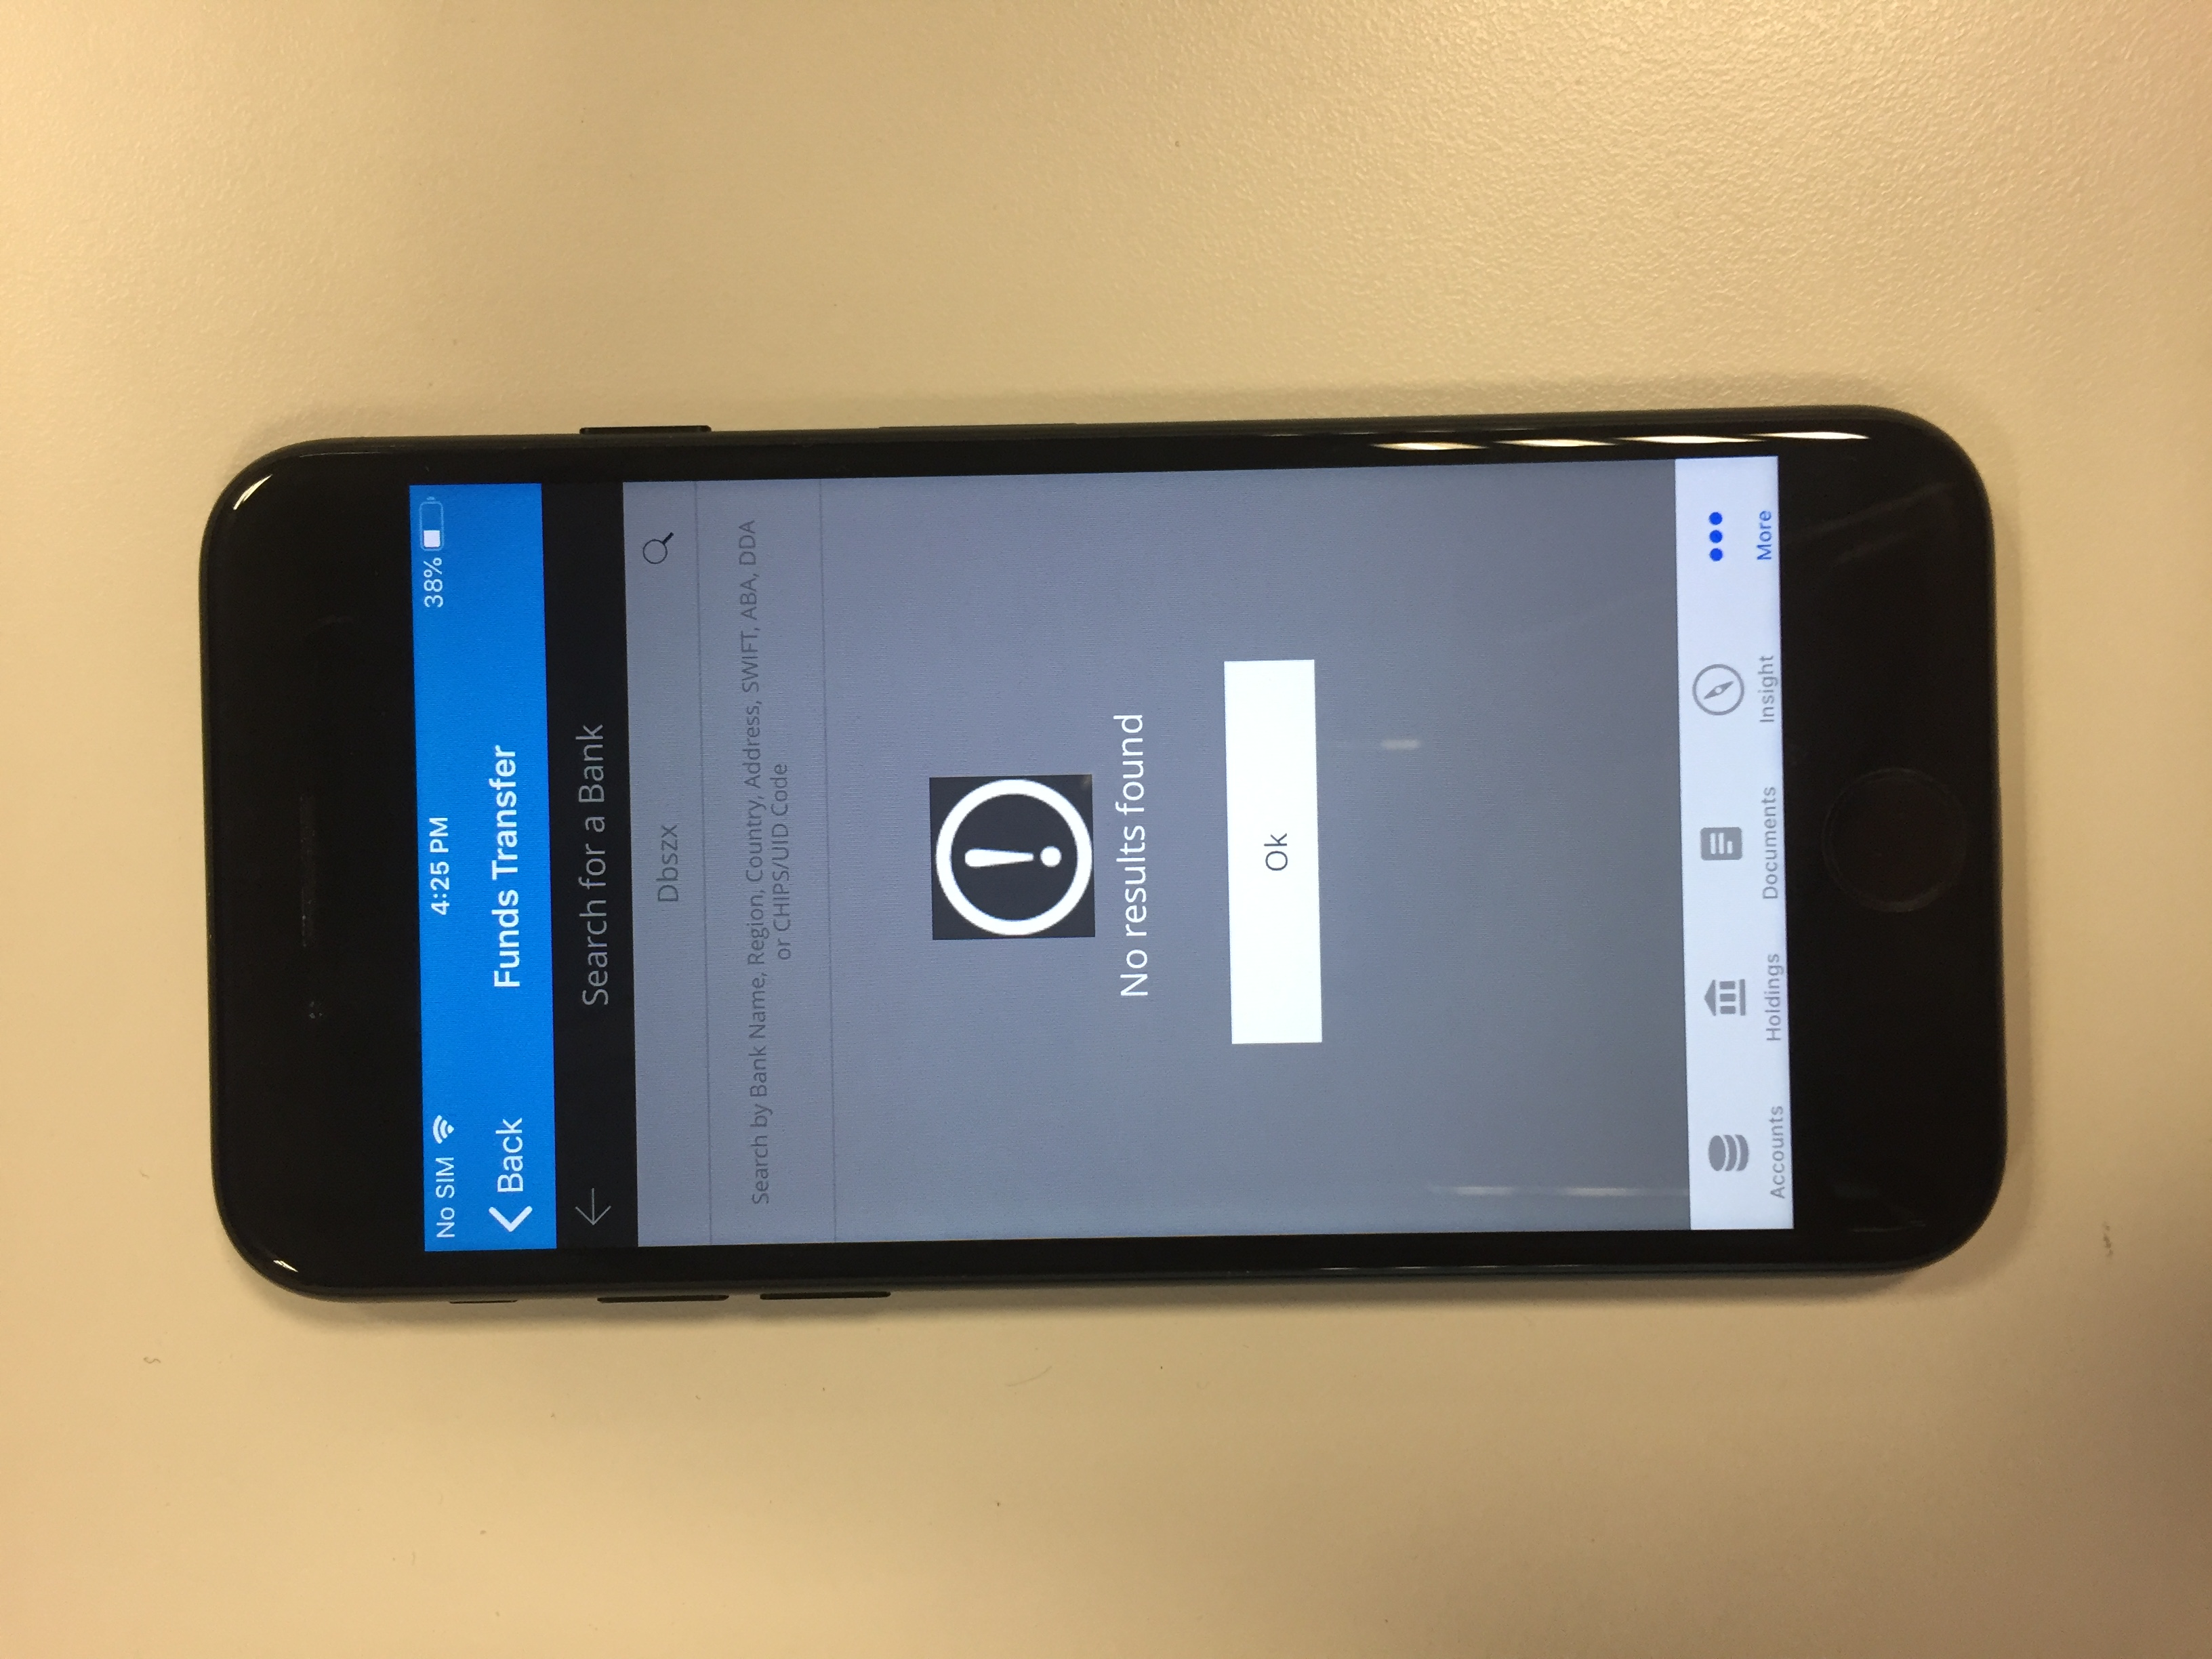 No SIM 4:25 PM 38%
Back Funds Transfer
Search for a Bank
Dbszx
Search by Bank Name, Region, Country, Address, SWIFT, ABA, DDA
or CHIPS/UID Code
No results found
Ok
Accounts Holdings Documents Insight More